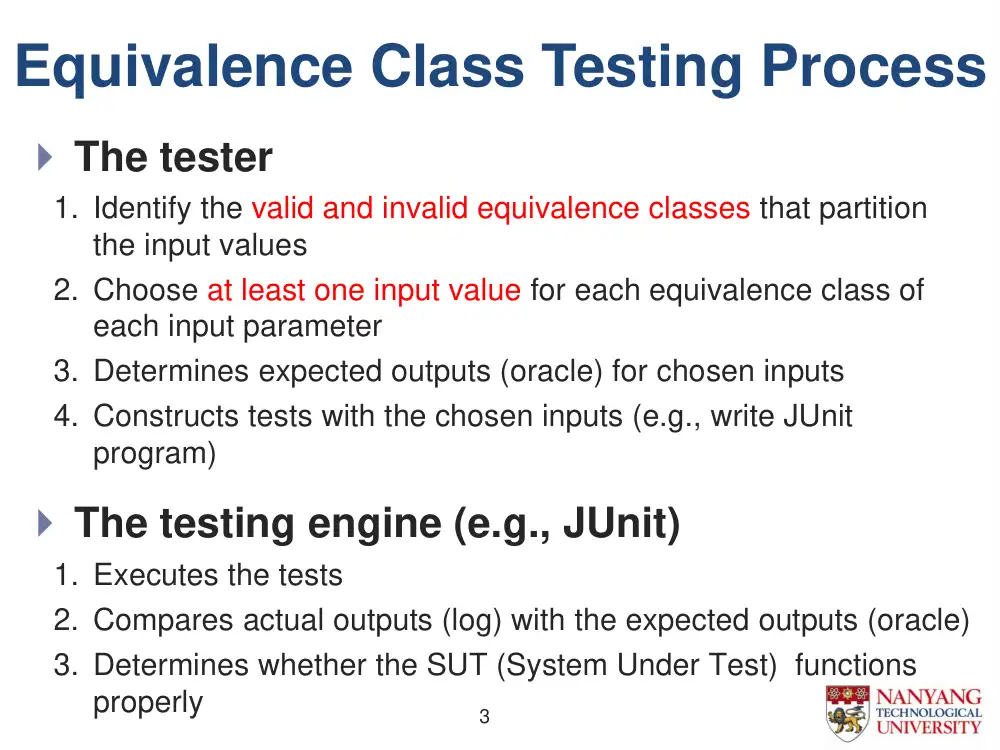 Equivalence Class Testing Process
The tester
1. Identify the valid and invalid equivalence classes that partition
the input values
2. Choose at least one input value for each equivalence class of
each input parameter
3. Determines expected outputs (oracle) for chosen inputs
4. Constructs tests with the chosen inputs (e.g., write JUnit
program)
The testing engine (e.g., JUnit)
1. Executes the tests
2. Compares actual outputs (log) with the expected outputs (oracle)
3. Determines whether the SUT (System Under Test)  functions
properly
3
NANYANG
TECHNOLOGICAL
UNIVERSITY